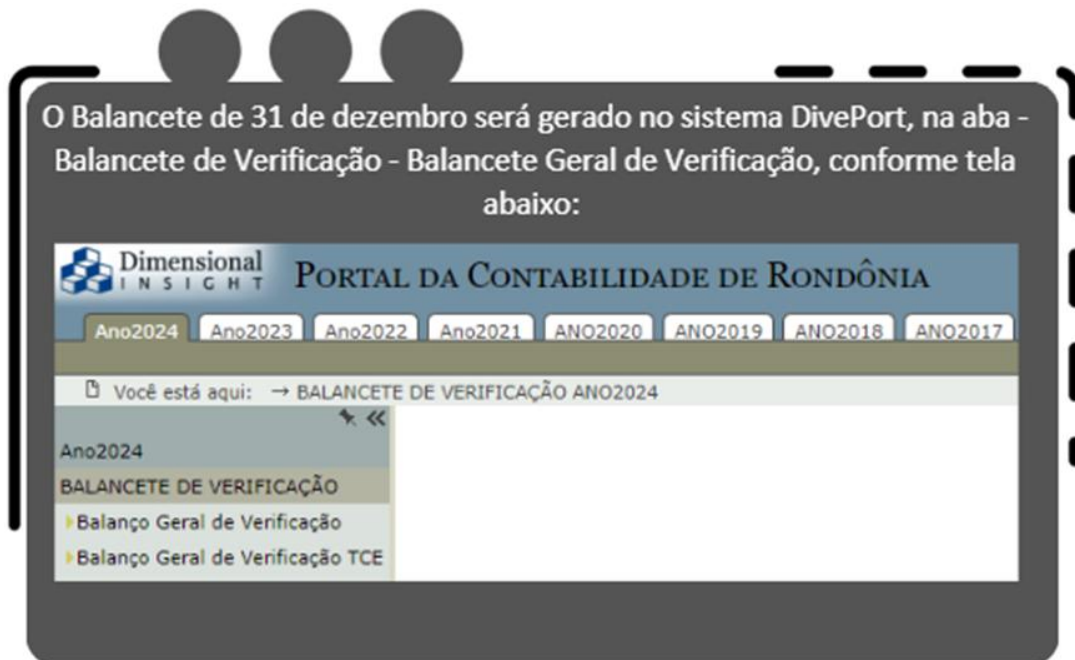 O Balancete de 31 de dezembro será gerado no sistema DivePort, na aba -
Balancete de Verificação - Balancete Geral de Verificação, conforme tela
abaixo:
Dimensional
INSIGHT
PORTAL DA CONTABILIDADE DE RONDÔNIA
Ano2024 Ano2023 Ano2022 Ano2021 ANO2020 ANO2019 ANO2018 ANO2017
Você está aqui: → BALANCETE DE VERIFICAÇÃO ANO2024
Ano2024
BALANCETE DE VERIFICAÇÃO
Balanço Geral de Verificação
Balanço Geral de Verificação TCE